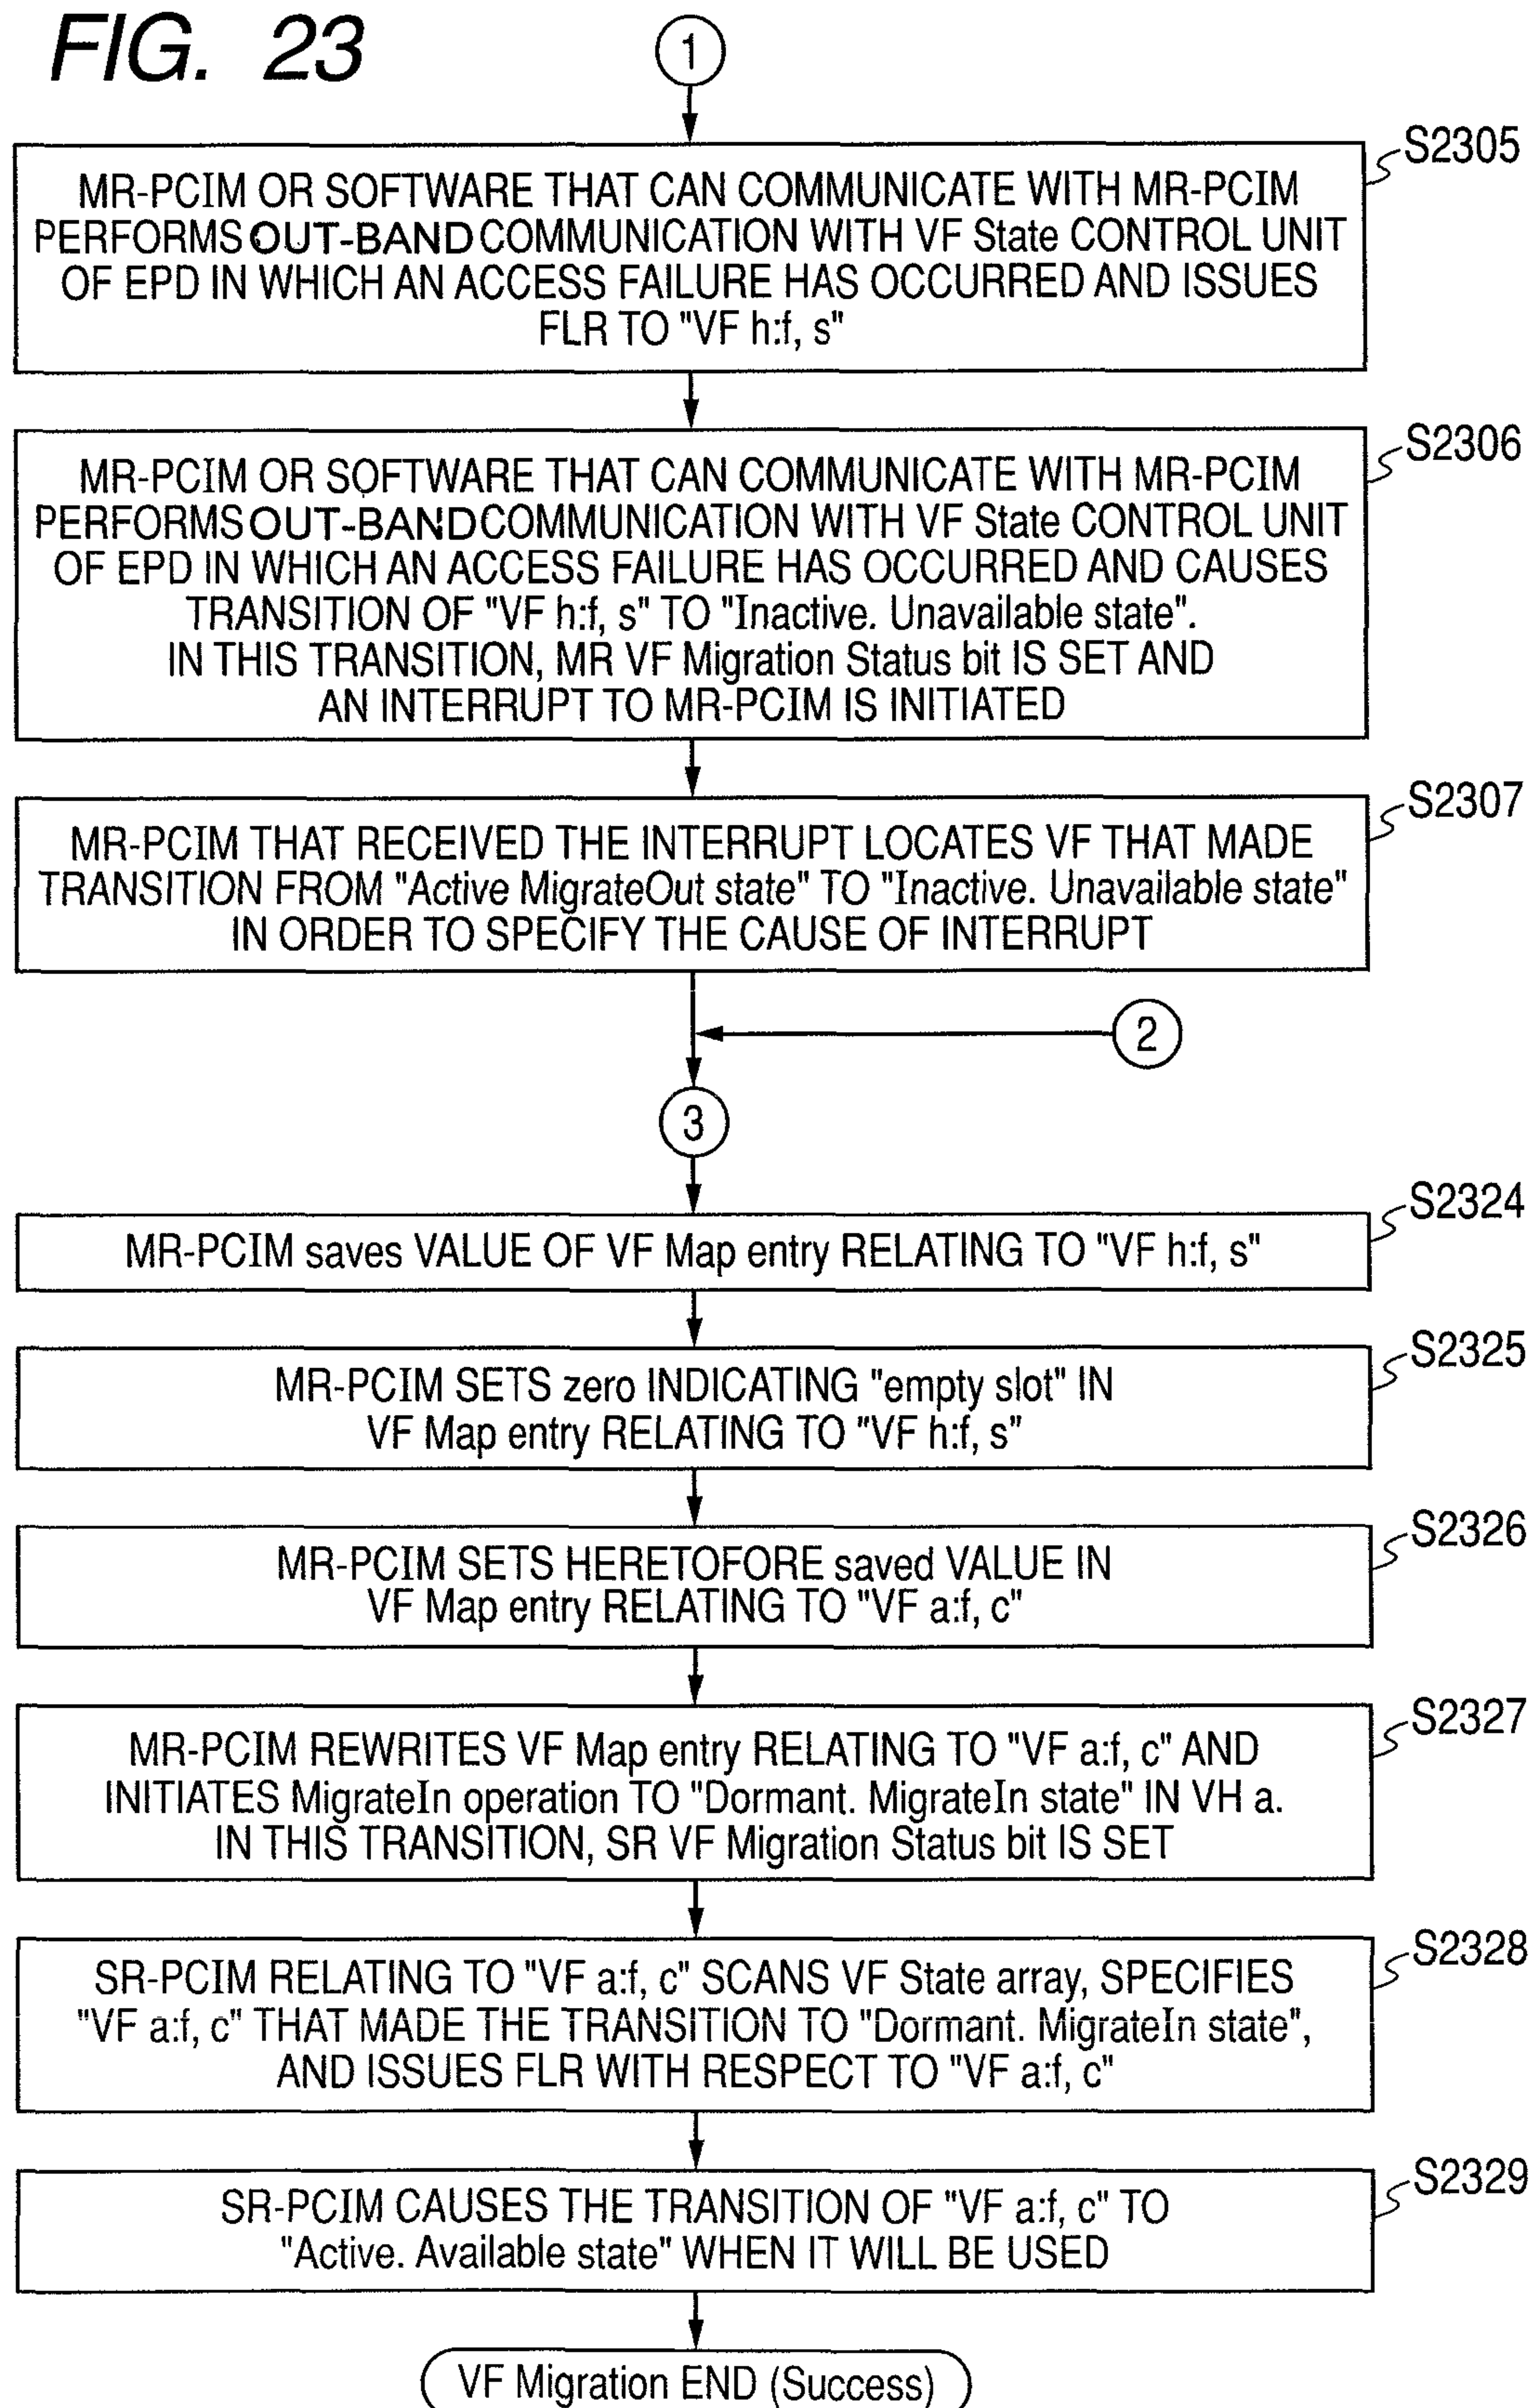 FIG. 23
1
S2305
MR-PCIM OR SOFTWARE THAT CAN COMMUNICATE WITH MR-PCIM
PERFORMS OUT-BAND COMMUNICATION WITH VF State CONTROL UNIT
OF EPD IN WHICH AN ACCESS FAILURE HAS OCCURRED AND ISSUES
FLR TO "VF h:f, s"
S2306
MR-PCIM OR SOFTWARE THAT CAN COMMUNICATE WITH MR-PCIM
PERFORMS OUT-BAND COMMUNICATION WITH VF State CONTROL UNIT
OF EPD IN WHICH AN ACCESS FAILURE HAS OCCURRED AND CAUSES
TRANSITION OF "VF h:f, s" TO "Inactive. Unavailable state".
IN THIS TRANSITION, MR VF Migration Status bit IS SET AND
AN INTERRUPT TO MR-PCIM IS INITIATED
S2307
MR-PCIM THAT RECEIVED THE INTERRUPT LOCATES VF THAT MADE
TRANSITION FROM "Active MigrateOut state" TO "Inactive. Unavailable state"
IN ORDER TO SPECIFY THE CAUSE OF INTERRUPT
2
3
S2324
MR-PCIM saves VALUE OF VF Map entry RELATING TO "VF h:f, s"
S2325
MR-PCIM SETS zero INDICATING "empty slot" IN
VF Map entry RELATING TO "VF h:f, s"
S2326
MR-PCIM SETS HERETOFORE saved VALUE IN
VF Map entry RELATING TO "VF a:f, c"
S2327
MR-PCIM REWRITES VF Map entry RELATING TO "VF a:f, c" AND
INITIATES MigrateIn operation TO "Dormant. MigrateIn state" IN VH a.
IN THIS TRANSITION, SR VF Migration Status bit IS SET
S2328
SR-PCIM RELATING TO "VF a:f, c" SCANS VF State array, SPECIFIES
"VF a:f, c" THAT MADE THE TRANSITION TO "Dormant. MigrateIn state",
AND ISSUES FLR WITH RESPECT TO "VF a:f, c"
S2329
SR-PCIM CAUSES THE TRANSITION OF "VF a:f, c" TO
"Active. Available state" WHEN IT WILL BE USED
VF Migration END (Success)